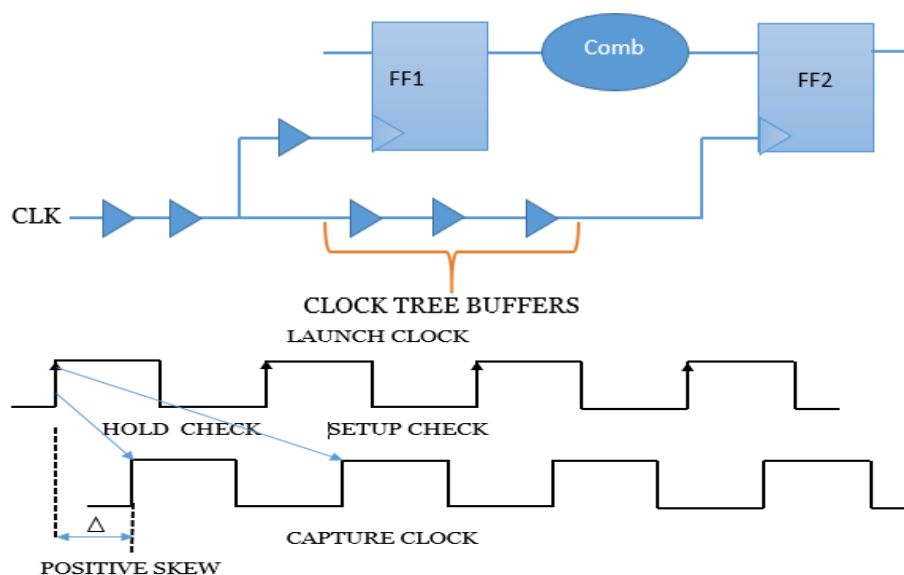 Comb
FF1
FF2
CLK
CLOCK TREE BUFFERS
LAUNCH CLOCK
HOLD CHECK
SETUP CHECK
△
CAPTURE CLOCK
POSITIVE SKEW